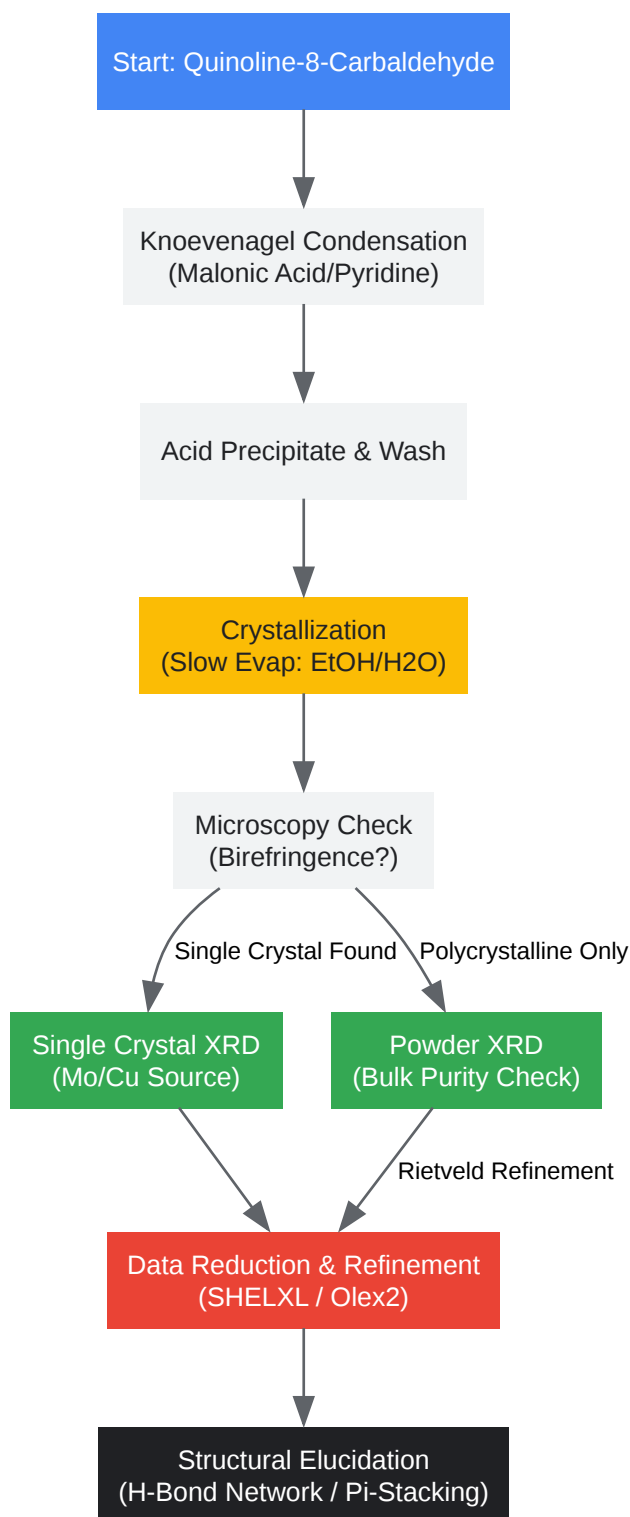 Start: Quinoline-8-Carbaldehyde
Knoevenagel Condensation
(Malonic Acid/Pyridine)
Acid Precipitate & Wash
Crystallization
(Slow Evap: EtOH/H2O)
Microscopy Check
(Birefringence?)
Single Crystal Found
Polycrystalline Only
Single Crystal XRD
(Mo/Cu Source)
Powder XRD
(Bulk Purity Check)
Rietveld Refinement
Data Reduction & Refinement
(SHELXL / Olex2)
Structural Elucidation
(H-Bond Network / Pi-Stacking)